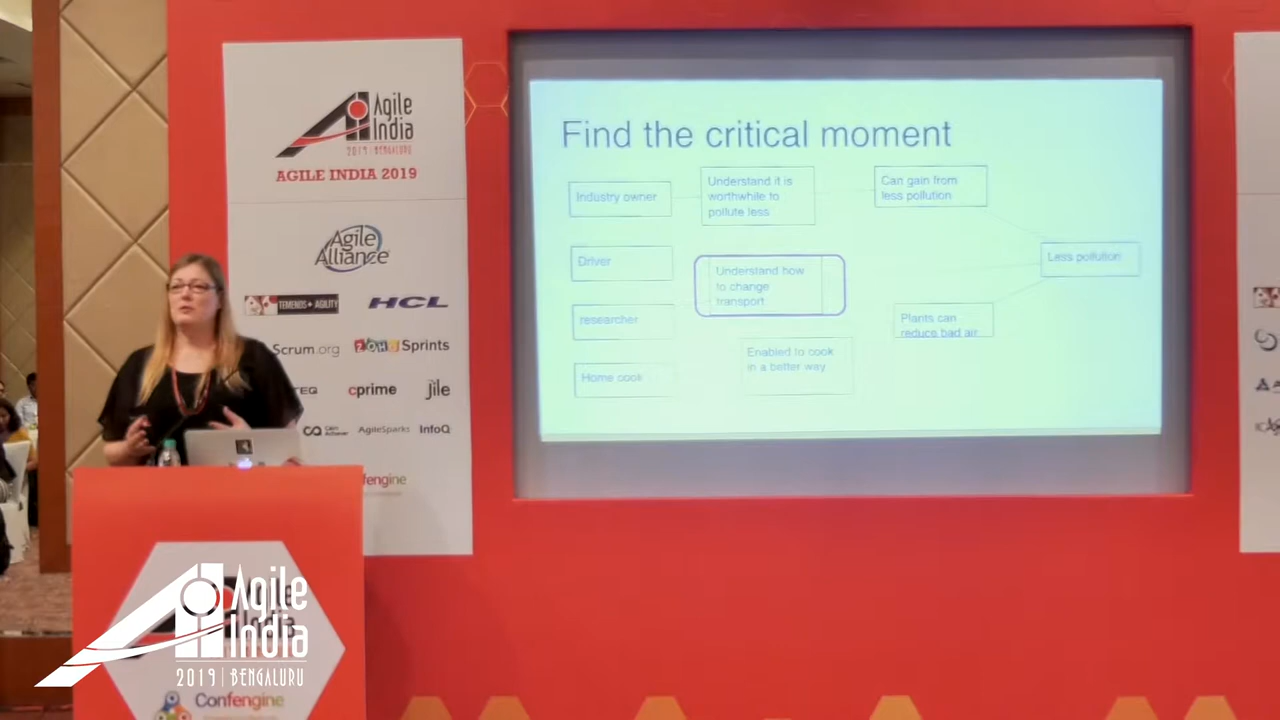 Agile
India
2019 | BENGALURU
AGILE INDIA 2019
Agile
Alliance
TEMENOS + AGILITY
HCL
Scrum.org
ZOHO Sprints
cprime
Jile
AgileSparks
InfoQ
Find the critical moment
Industry owner
Understand it is
worthwhile to
pollute less
Can gain from
less pollution
Driver
Understand how
to change
transport
Less pollution
researcher
Plants can
reduce bad air
Home cook
Enabled to cook
in a better way
Agile
India
2019 | BENGALURU
Confengine